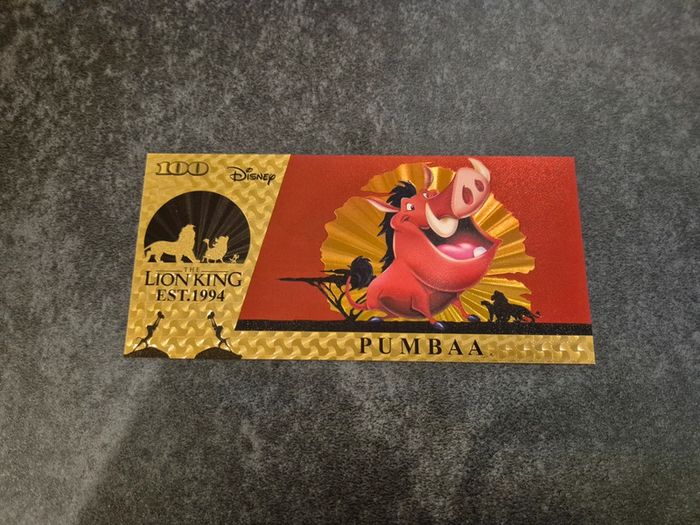 100
Disney
THE
LION KING
EST.1994
PUMBAA